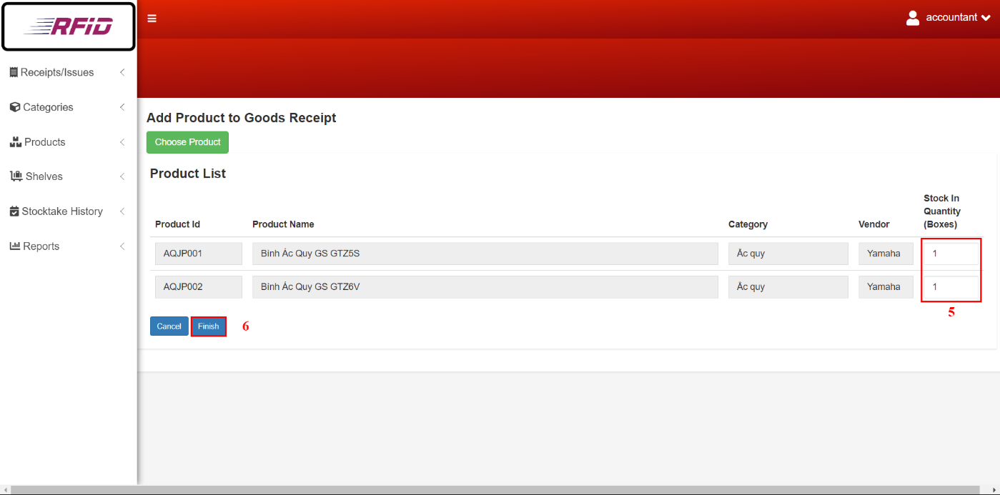 RFiD
accountant
Receipts/Issues
Categories
Products
Shelves
Stocktake History
Reports
Add Product to Goods Receipt
Choose Product
Product List
Product Id Product Name Category Vendor Stock In Quantity (Boxes)
AQJP001 Bình Ắc Quy GS GTZ5S Ắc quy Yamaha 1
AQJP002 Bình Ắc Quy GS GTZ6V Ắc quy Yamaha 1
5
Cancel Finish 6